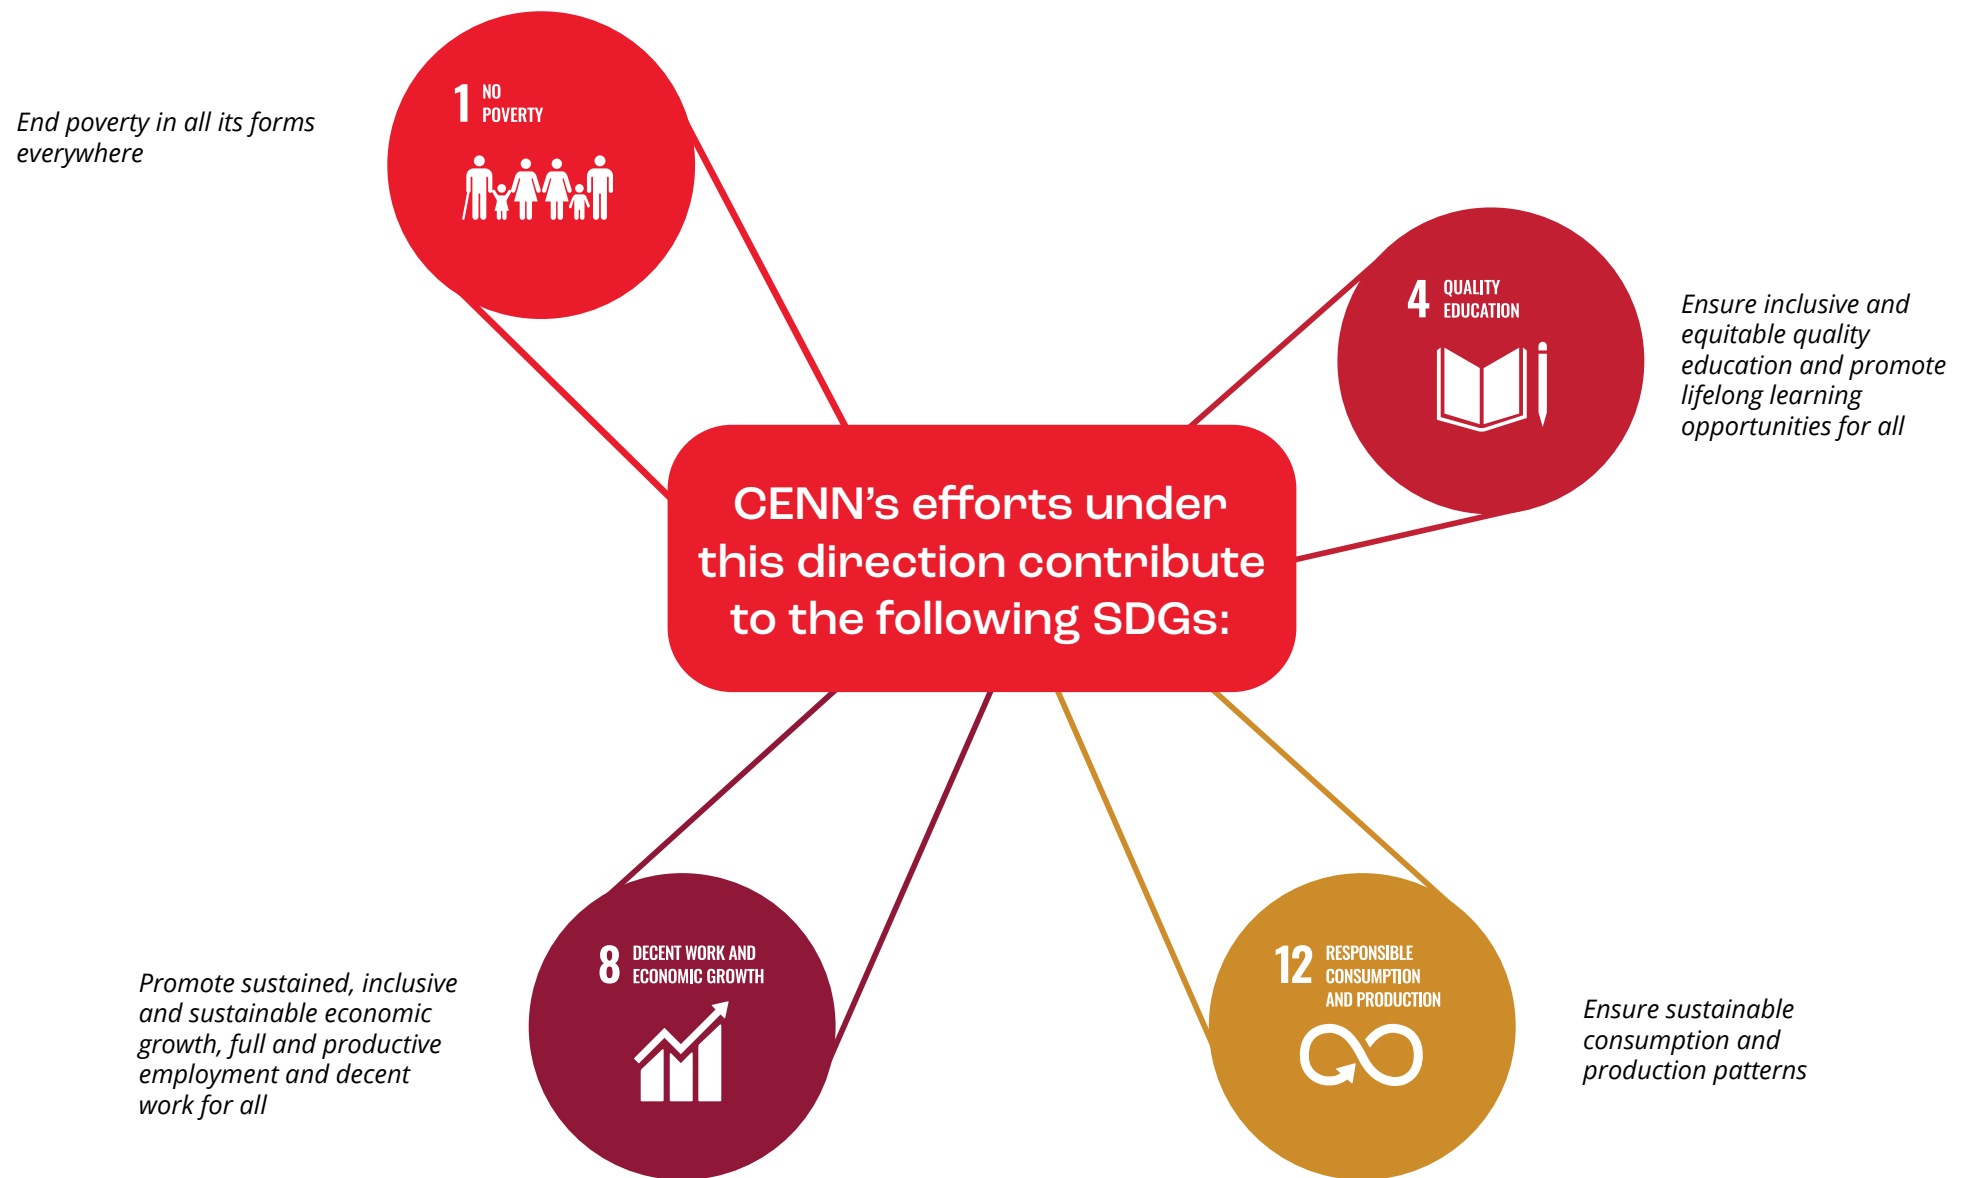 End poverty in all its forms
everywhere
1 NO
POVERTY
4 QUALITY
EDUCATION
Ensure inclusive and
equitable quality
education and promote
lifelong learning
opportunities for all
CENN’s efforts under
this direction contribute
to the following SDGs:
Promote sustained, inclusive
and sustainable economic
growth, full and productive
employment and decent
work for all
8 DECENT WORK AND
ECONOMIC GROWTH
12 RESPONSIBLE
CONSUMPTION
AND PRODUCTION
Ensure sustainable
consumption and
production patterns